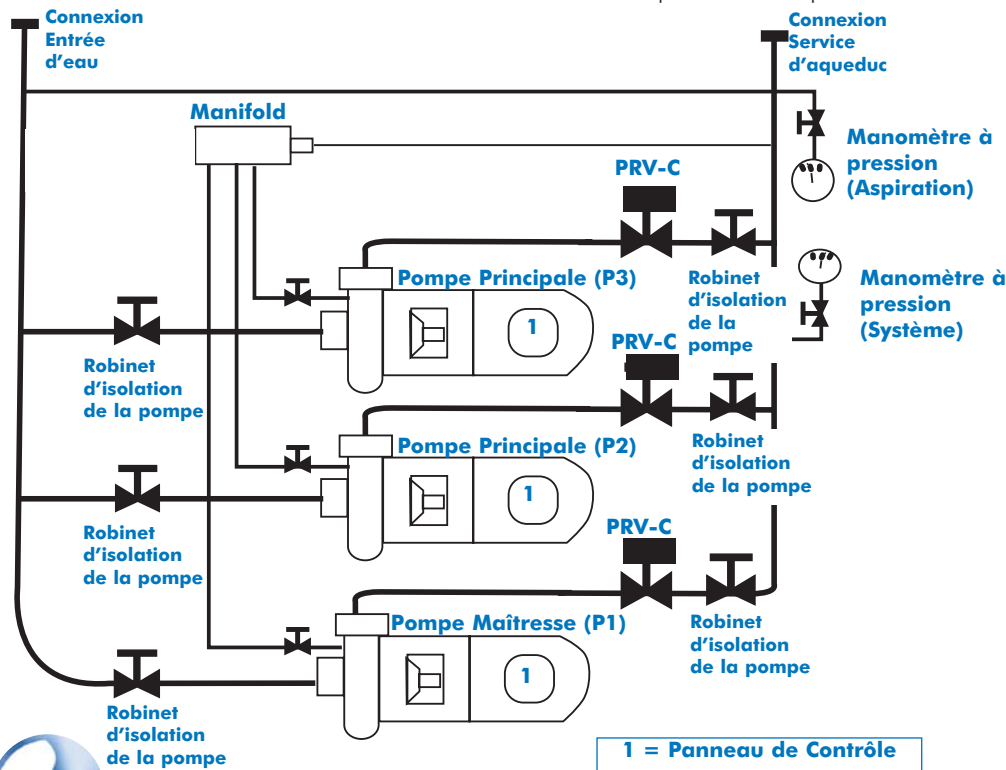 Connexion
Entrée
d'eau
Connexion
Service
d'aqueduc
Manifold
Manomètre à
pression
(Aspiration)
PRV-C
Pompe Principale (P3)
1
Robinet
d'isolation
de la
pompe
Manomètre à
pression
(Système)
Robinet
d'isolation
de la pompe
PRV-C
Pompe Principale (P2)
1
Robinet
d'isolation
de la pompe
Robinet
d'isolation
de la pompe
PRV-C
Pompe Maîtresse (P1)
1
Robinet
d'isolation
de la pompe
Robinet
d'isolation
de la pompe
1 = Panneau de Contrôle